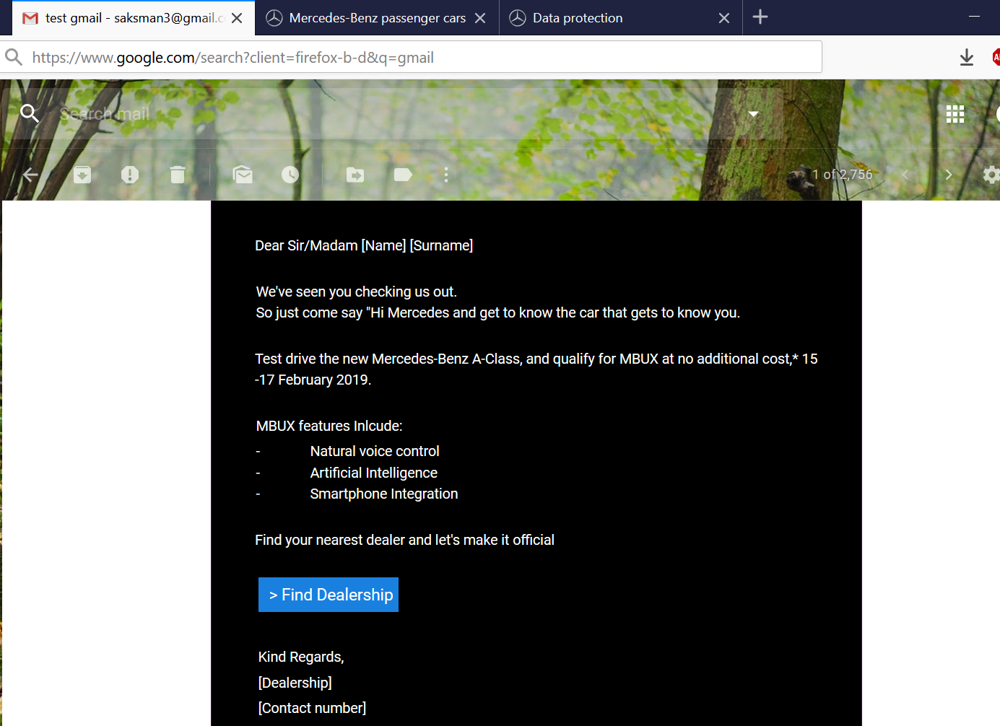 test gmail - saksman3@gmail.c
Mercedes-Benz passenger cars
Data protection
https://www.google.com/search?client=firefox-b-d&q=gmail
Search mail
1 of 2,756
Dear Sir/Madam [Name] [Surname]
We've seen you checking us out.
So just come say "Hi Mercedes and get to know the car that gets to know you.
Test drive the new Mercedes-Benz A-Class, and qualify for MBUX at no additional cost,* 15
-17 February 2019.
MBUX features Inlcude:
- Natural voice control
- Artificial Intelligence
- Smartphone Integration
Find your nearest dealer and let's make it official
> Find Dealership
Kind Regards,
[Dealership]
[Contact number]